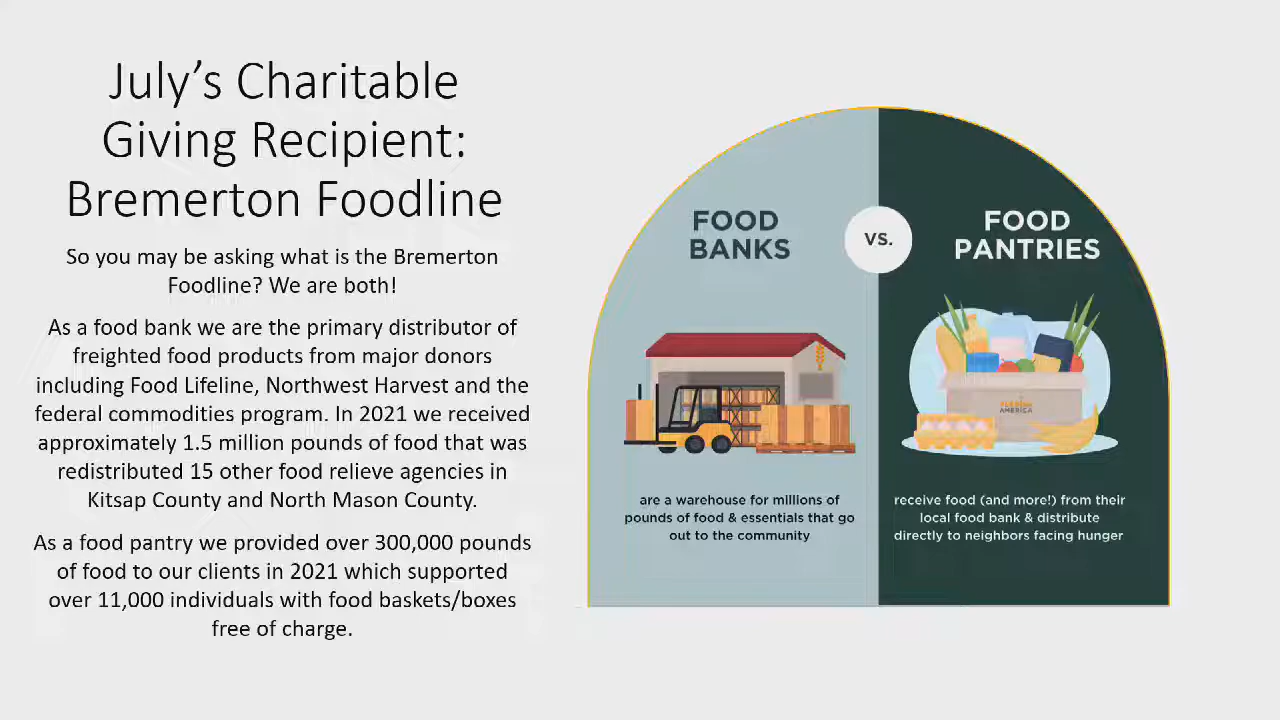 July’s Charitable
Giving Recipient:
Bremerton Foodline
So you may be asking what is the Bremerton
Foodline? We are both!
As a food bank we are the primary distributor of
freighted food products from major donors
including Food Lifeline, Northwest Harvest and the
federal commodities program. In 2021 we received
approximately 1.5 million pounds of food that was
redistributed 15 other food relieve agencies in
Kitsap County and North Mason County.
As a food pantry we provided over 300,000 pounds
of food to our clients in 2021 which supported
over 11,000 individuals with food baskets/boxes
free of charge.
FOOD
BANKS
VS.
FOOD
PANTRIES
FEEDING
AMERICA
are a warehouse for millions of
pounds of food & essentials that go
out to the community
receive food (and more!) from their
local food bank & distribute
directly to neighbors facing hunger